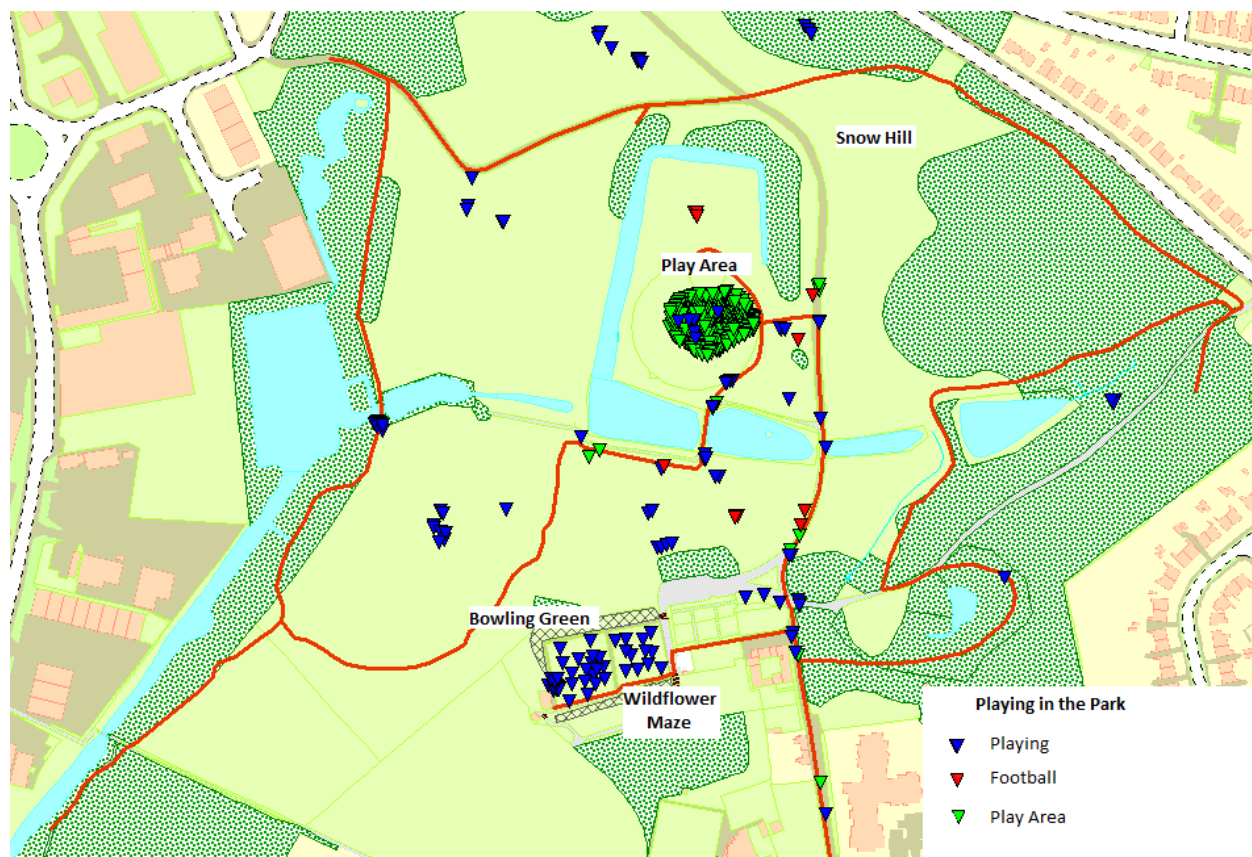 Snow Hill
Play Area
Bowling Green
Wildflower
Maze
Playing in the Park
Playing
Football
Play Area